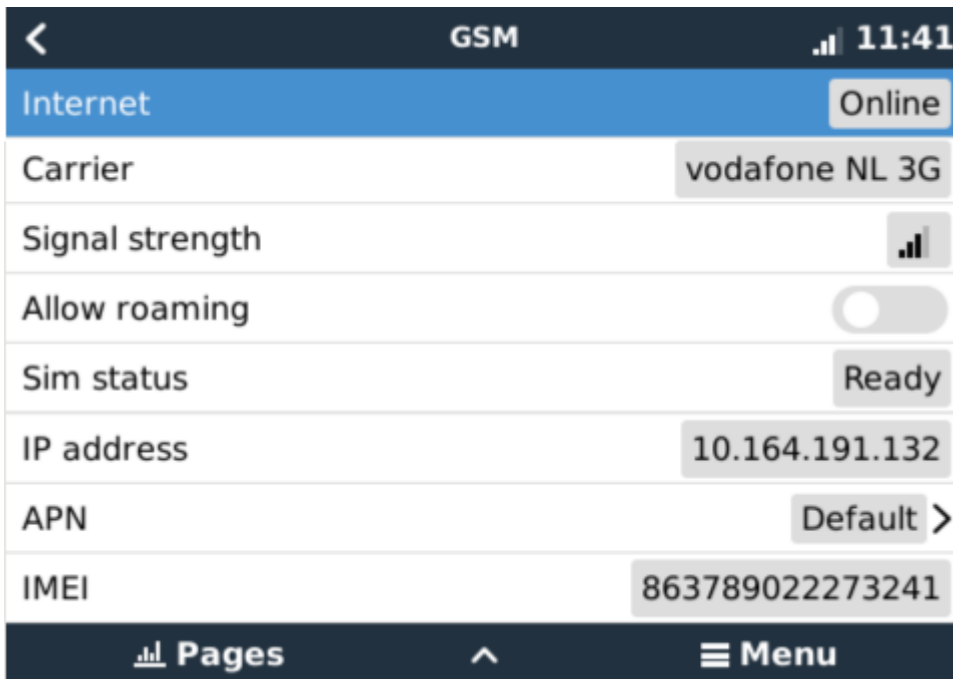 GSM 11:41
Internet Online
Carrier vodafone NL 3G
Signal strength
Allow roaming
Sim status Ready
IP address 10.164.191.132
APN Default
IMEI 863789022273241
Pages Menu